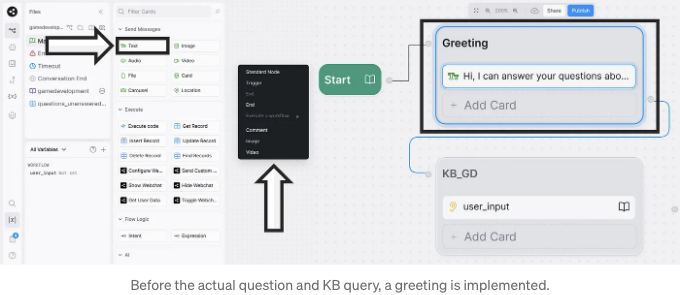 Files
gamedevelop...
Ma
Er
Timeout
Conversation End
gamedevelopment
questions_unenswered...
All Variables
WORKFLOW
user_input
Filter Cards
Send Messages
Text
Image
Audio
Video
File
Card
Carousel
Location
Execute
Execute code
Get Record
Insert Record
Update Record
Delete Record
Find Records
Configure We...
Send Custom ...
Show Webchat
Hide Webchat
Get User Data
Toggle Webch...
Flow Logic
Intent
Expression
AI
Standard Node
Trigger
End
Execute a workflow
Comment
Image
Video
Start
Share
Publish
Greeting
Hi, I can answer your questions abo...
+ Add Card
KB_GD
user_input
+ Add Card
Before the actual question and KB query, a greeting is implemented.